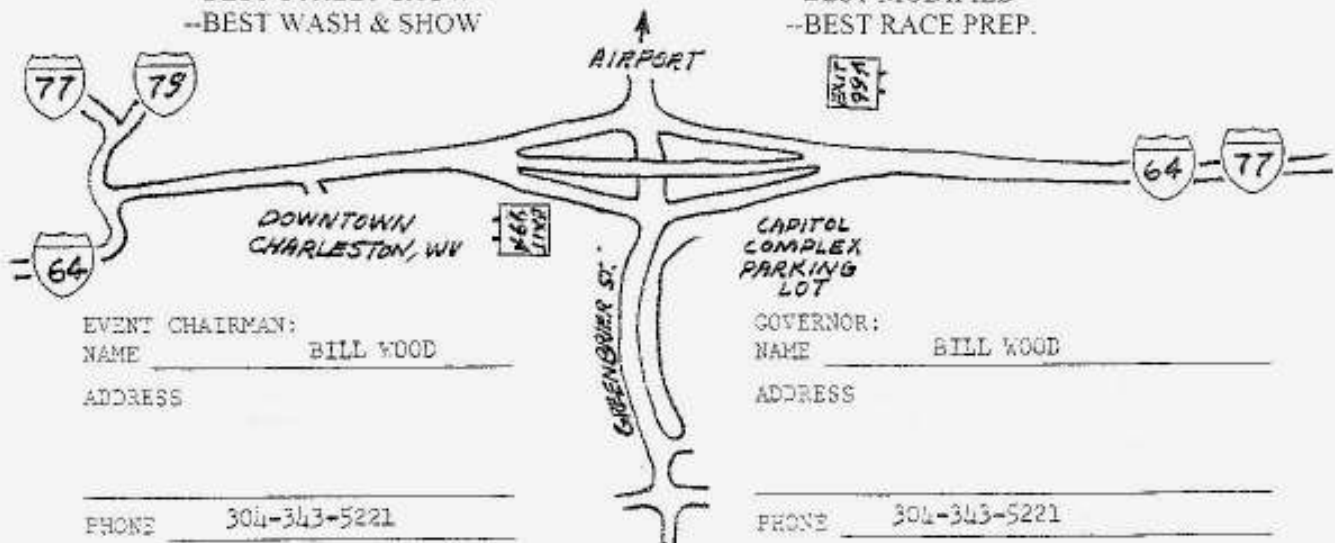 --BEST WASH & SHOW
--BEST RACE PREP.
AIRPORT
77
79
EXIT
99A
64
77
DOWNTOWN
CHARLESTON, WV
EXIT
CAPITOL
COMPLEX
PARKING
LOT
64
GREENBRIER ST.
EVENT CHAIRMAN:
NAME BILL WOOD
ADDRESS
PHONE 304-343-5221
GOVERNOR:
NAME BILL WOOD
ADDRESS
PHONE 304-343-5221